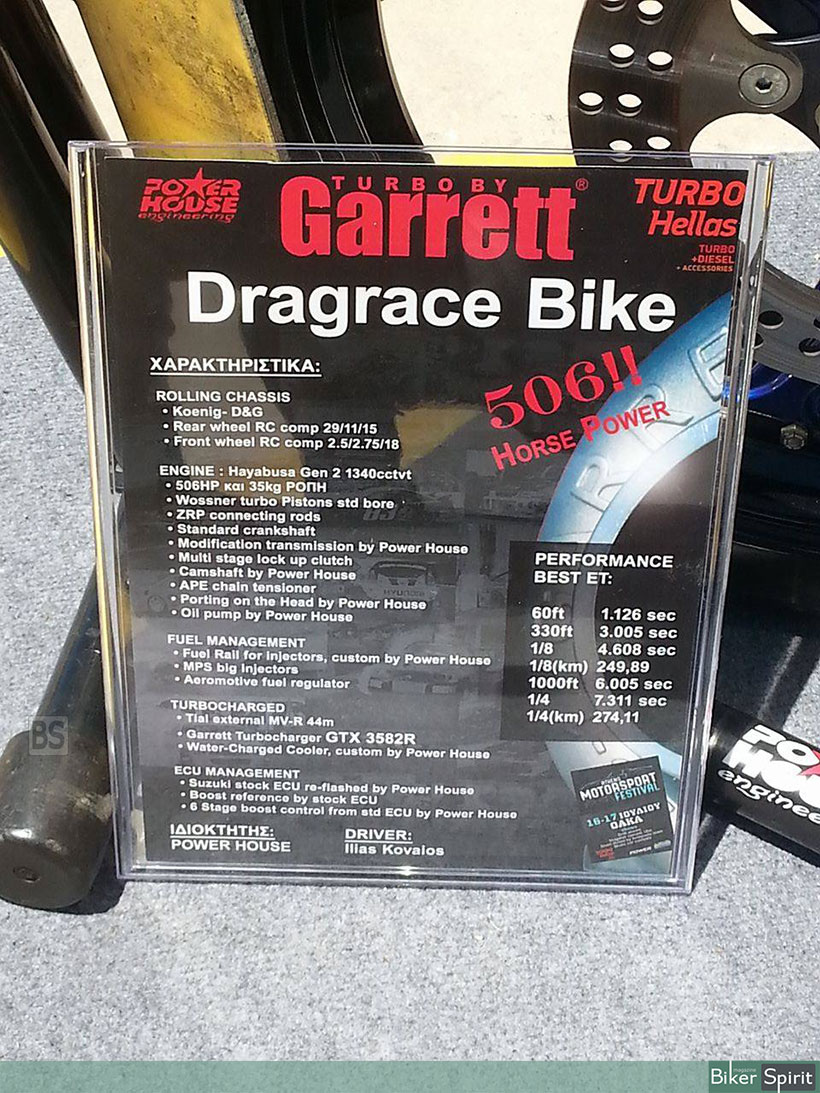 POWER
HOUSE
engineering
TURBO BY
Garrett®
TURBO
Hellas
TURBO
+DIESEL
+ ACCESSORIES
Dragrace Bike
506!!
HORSE POWER
ΧΑΡΑΚΤΗΡΙΣΤΙΚΑ:
ROLLING CHASSIS
• Koenig- D&G
• Rear wheel RC comp 29/11/15
• Front wheel RC comp 2.5/2.75/18
ENGINE : Hayabusa Gen 2 1340cctvt
• 506HP και 35kg ΡΟΠΗ
• Wossner turbo Pistons std bore
• ZRP connecting rods
• Standard crankshaft
• Modification transmission by Power House
• Multi stage lock up clutch
• Camshaft by Power House
• APE chain tensioner
• Porting on the Head by Power House
• Oil pump by Power House
FUEL MANAGEMENT
• Fuel Rail for injectors, custom by Power House
• MPS big injectors
• Aeromotive fuel regulator
TURBOCHARGED
• Tial external MV-R 44m
• Garrett Turbocharger GTX 3582R
• Water-Charged Cooler, custom by Power House
ECU MANAGEMENT
• Suzuki stock ECU re-flashed by Power House
• Boost reference by stock ECU
• 6 Stage boost control from std ECU by Power House
ΙΔΙΟΚΤΗΤΗΣ:
POWER HOUSE
DRIVER:
Ilias Kovaios
PERFORMANCE
BEST ET:
60ft 1.126 sec
330ft 3.005 sec
1/8 4.608 sec
1/8(km) 249,89
1000ft 6.005 sec
1/4 7.311 sec
1/4(km) 274,11
ATHENS
MOTORSPORT
FESTIVAL
16-17 ΙΟΥΛΙΟΥ
ΟΑΚΑ
GARRE
PO
HOU
enginee
BS
magazine
Biker Spirit